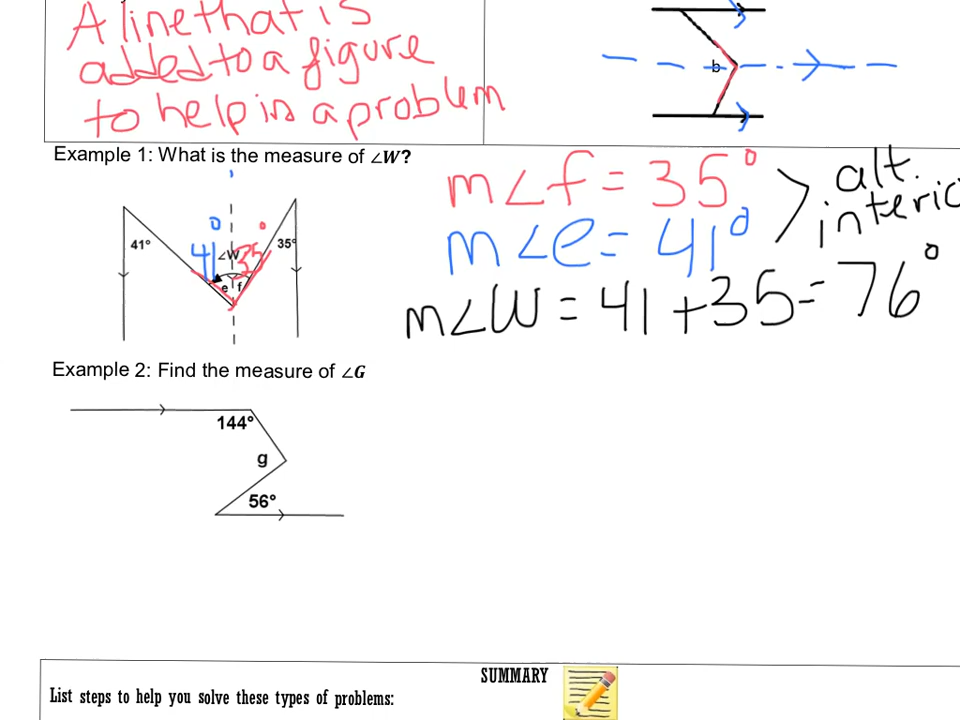 A line that is
added to a figure
to help in a problem
b
Example 1: What is the measure of ∠W?
m∠f = 35°
alt.
interio
m∠e = 41°
m∠W = 41 + 35 = 76°
41°
41°
∠W
35°
35°
e
f
Example 2: Find the measure of ∠G
144°
g
56°
SUMMARY
List steps to help you solve these types of problems: